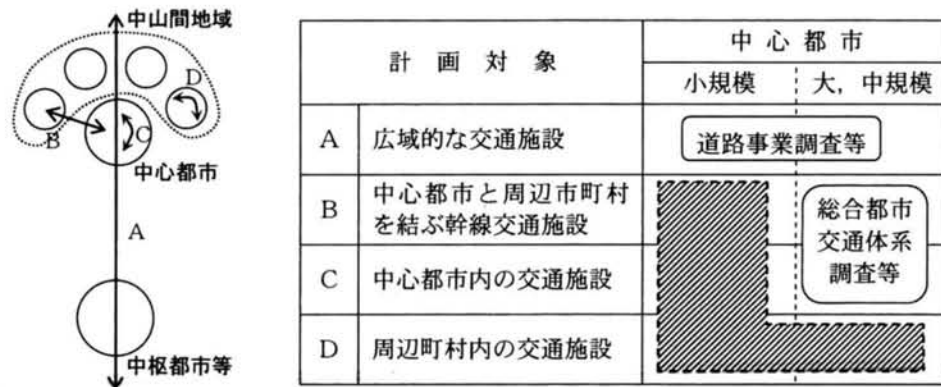 中山間地域
D
B
C
中心都市
A
中枢都市等
計画対象
中心都市
小規模
大，中規模
A
広域的な交通施設
道路事業調査等
B
中心都市と周辺市町村
を結ぶ幹線交通施設
総合都市
交通体系
調査等
C
中心都市内の交通施設
D
周辺町村内の交通施設